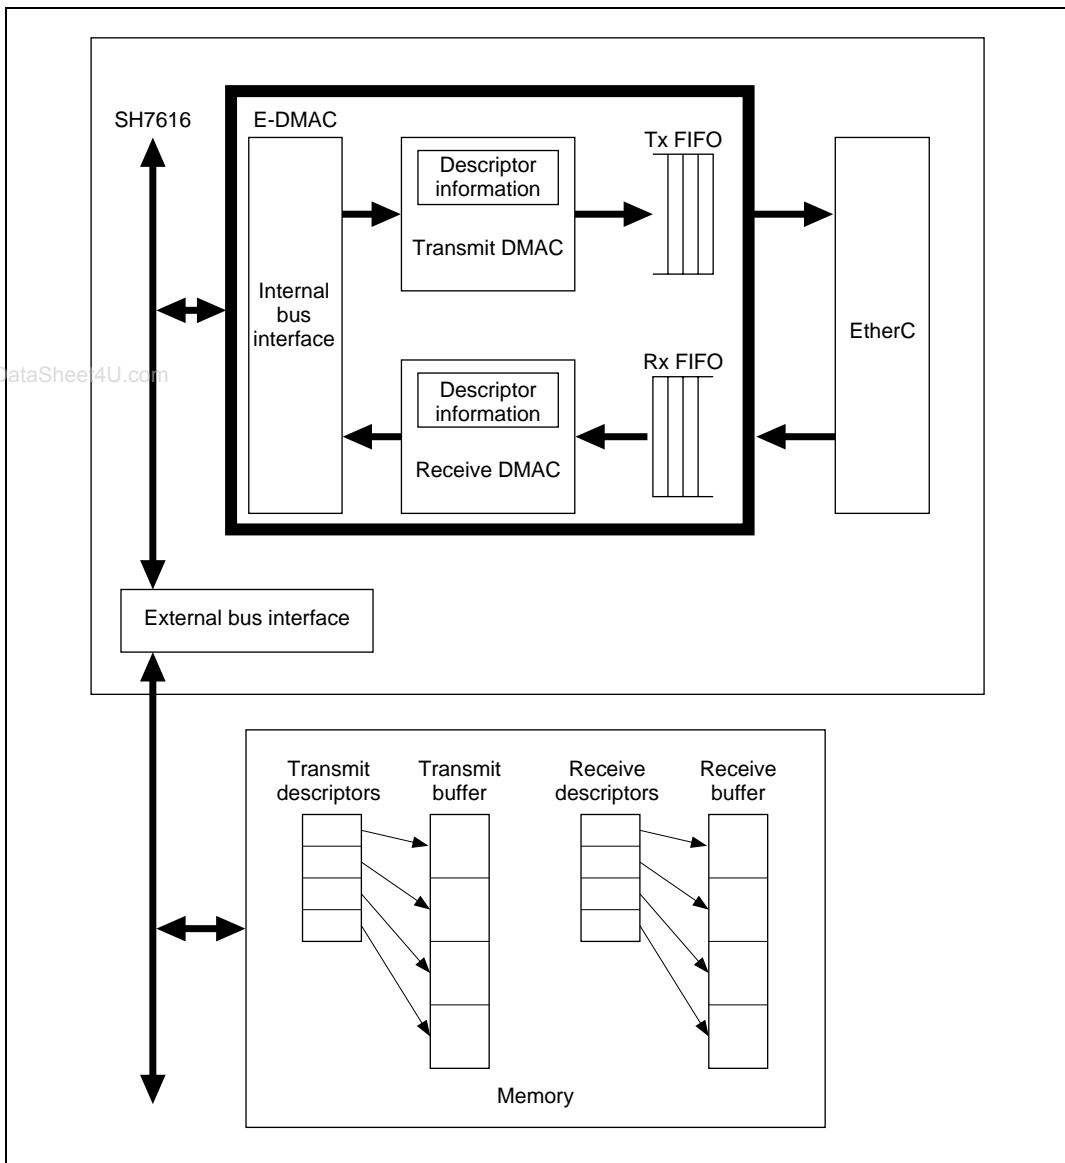 SH7616
E-DMAC
Tx FIFO
Descriptor
information
Transmit DMAC
Internal
bus
interface
EtherC
Rx FIFO
DataSheet4U.com
Descriptor
information
Receive DMAC
External bus interface
Transmit
descriptors
Transmit
buffer
Receive
descriptors
Receive
buffer
Memory